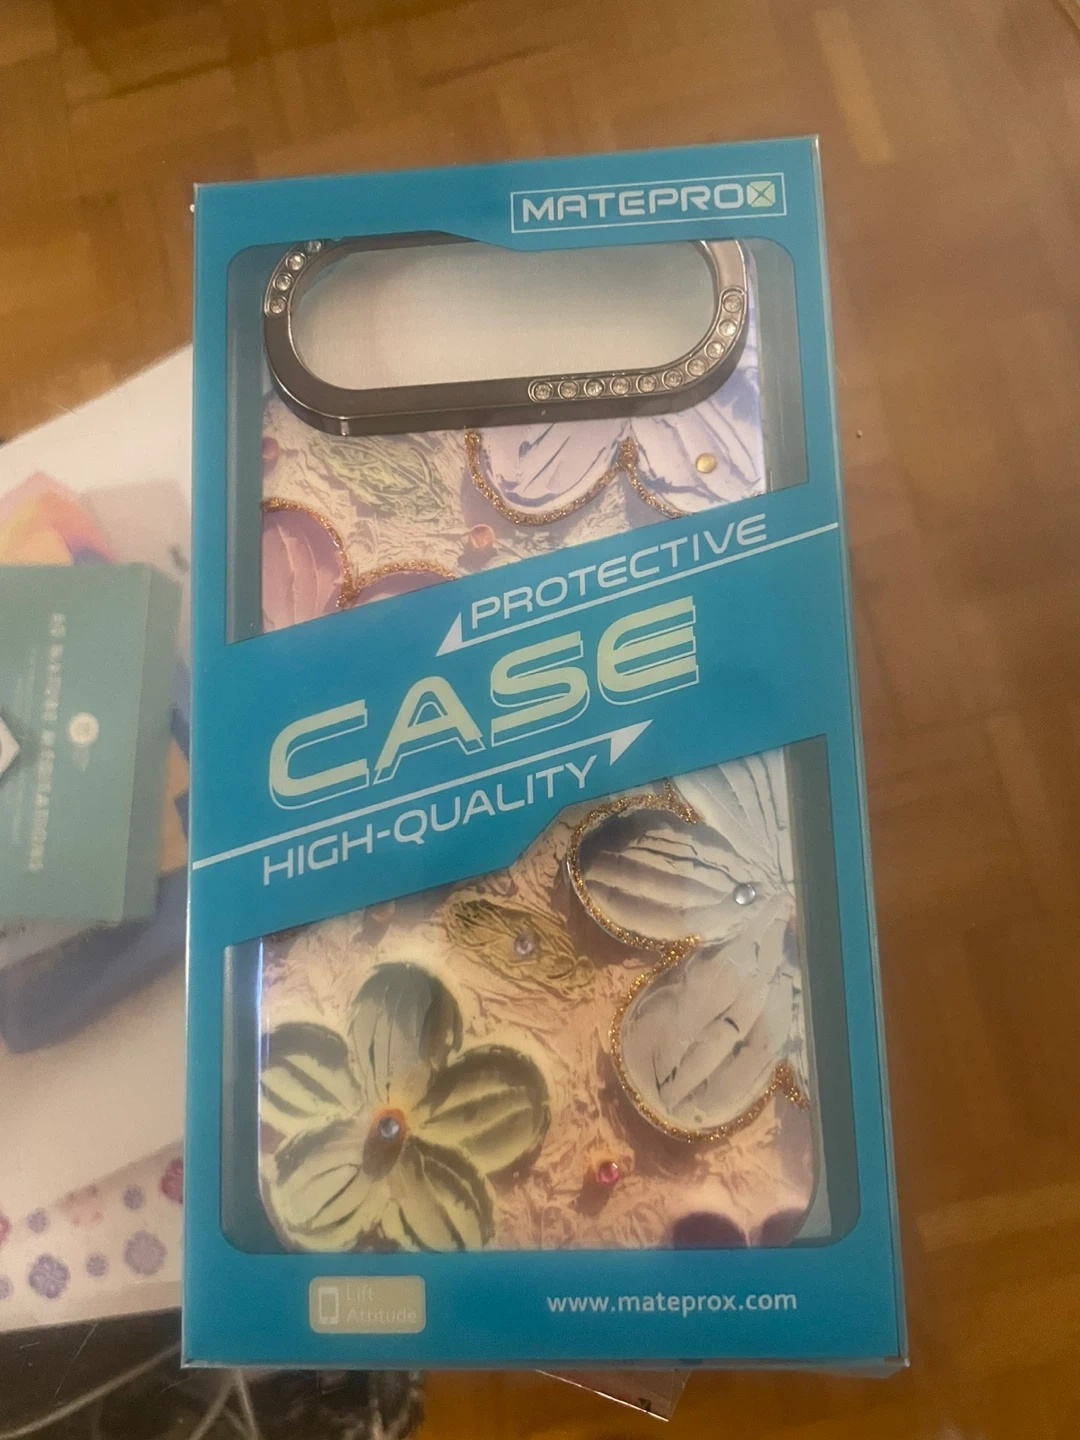 MATEPROX
PROTECTIVE
CASE
HIGH-QUALITY
Lift
Attitude
www.mateprox.com